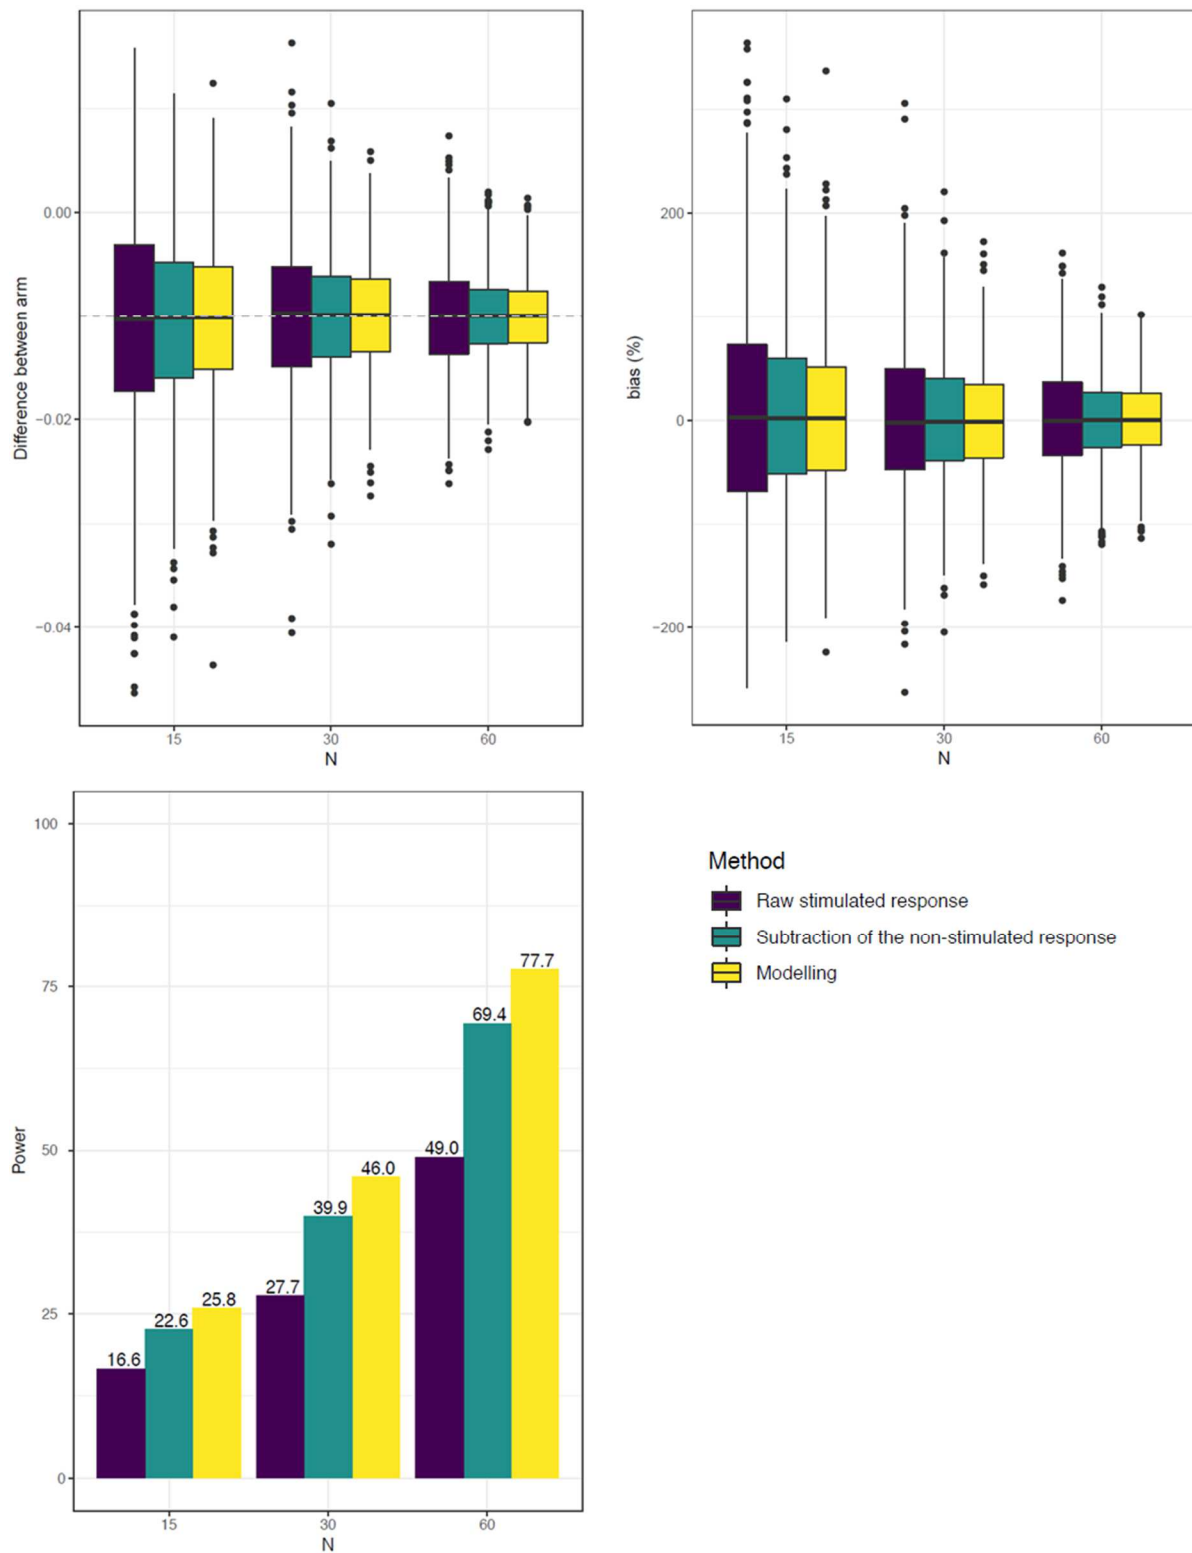 0.00
−0.02
−0.04
Difference between arm
15
30
60
N
200
0
−200
bias (%)
15
30
60
N
100
75
50
25
0
Power
16.6
22.6
25.8
27.7
39.9
46.0
49.0
69.4
77.7
15
30
60
N
Method
Raw stimulated response
Subtraction of the non-stimulated response
Modelling